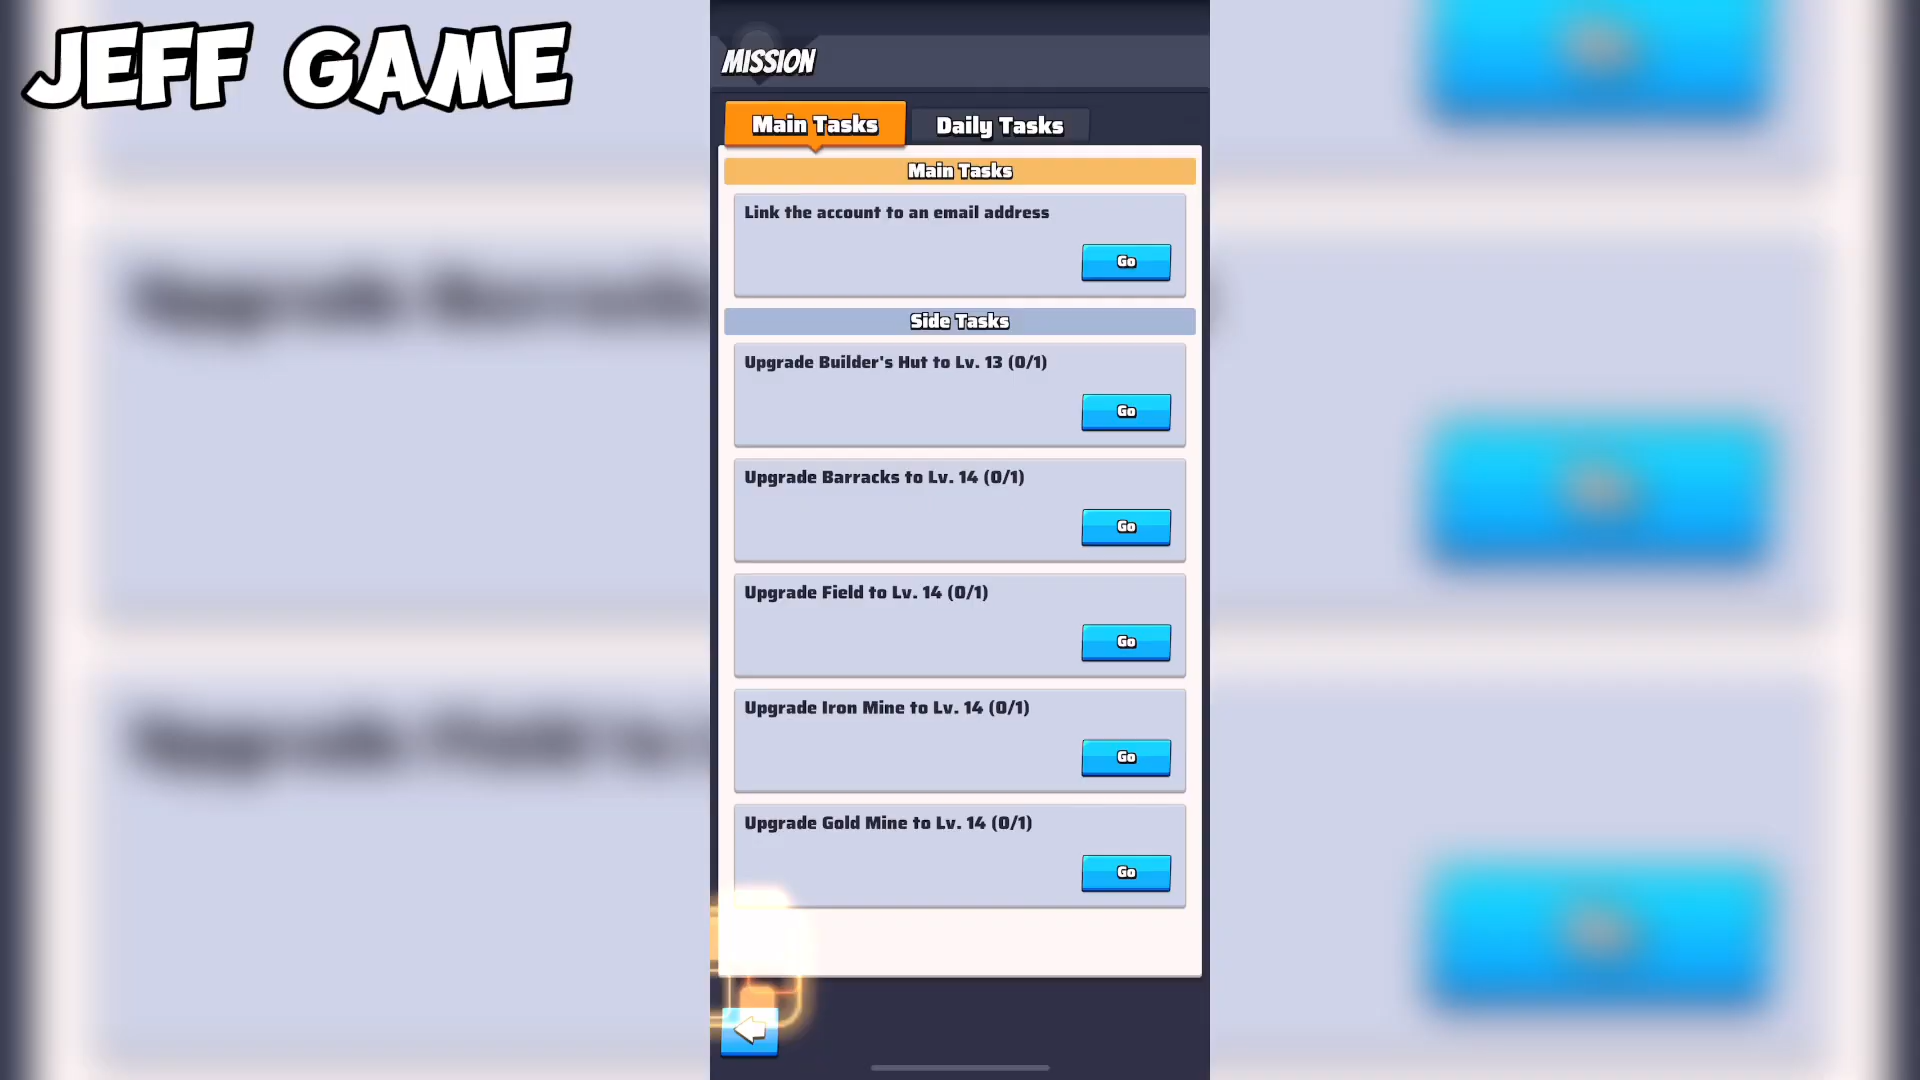 JEFF GAME
MISSION
Main Tasks
Daily Tasks
Main Tasks
Link the account to an email address
Go
Side Tasks
Upgrade Builder's Hut to Lv. 13 (0/1)
Go
Upgrade Barracks to Lv. 14 (0/1)
Go
Upgrade Field to Lv. 14 (0/1)
Go
Upgrade Iron Mine to Lv. 14 (0/1)
Go
Upgrade Gold Mine to Lv. 14 (0/1)
Go